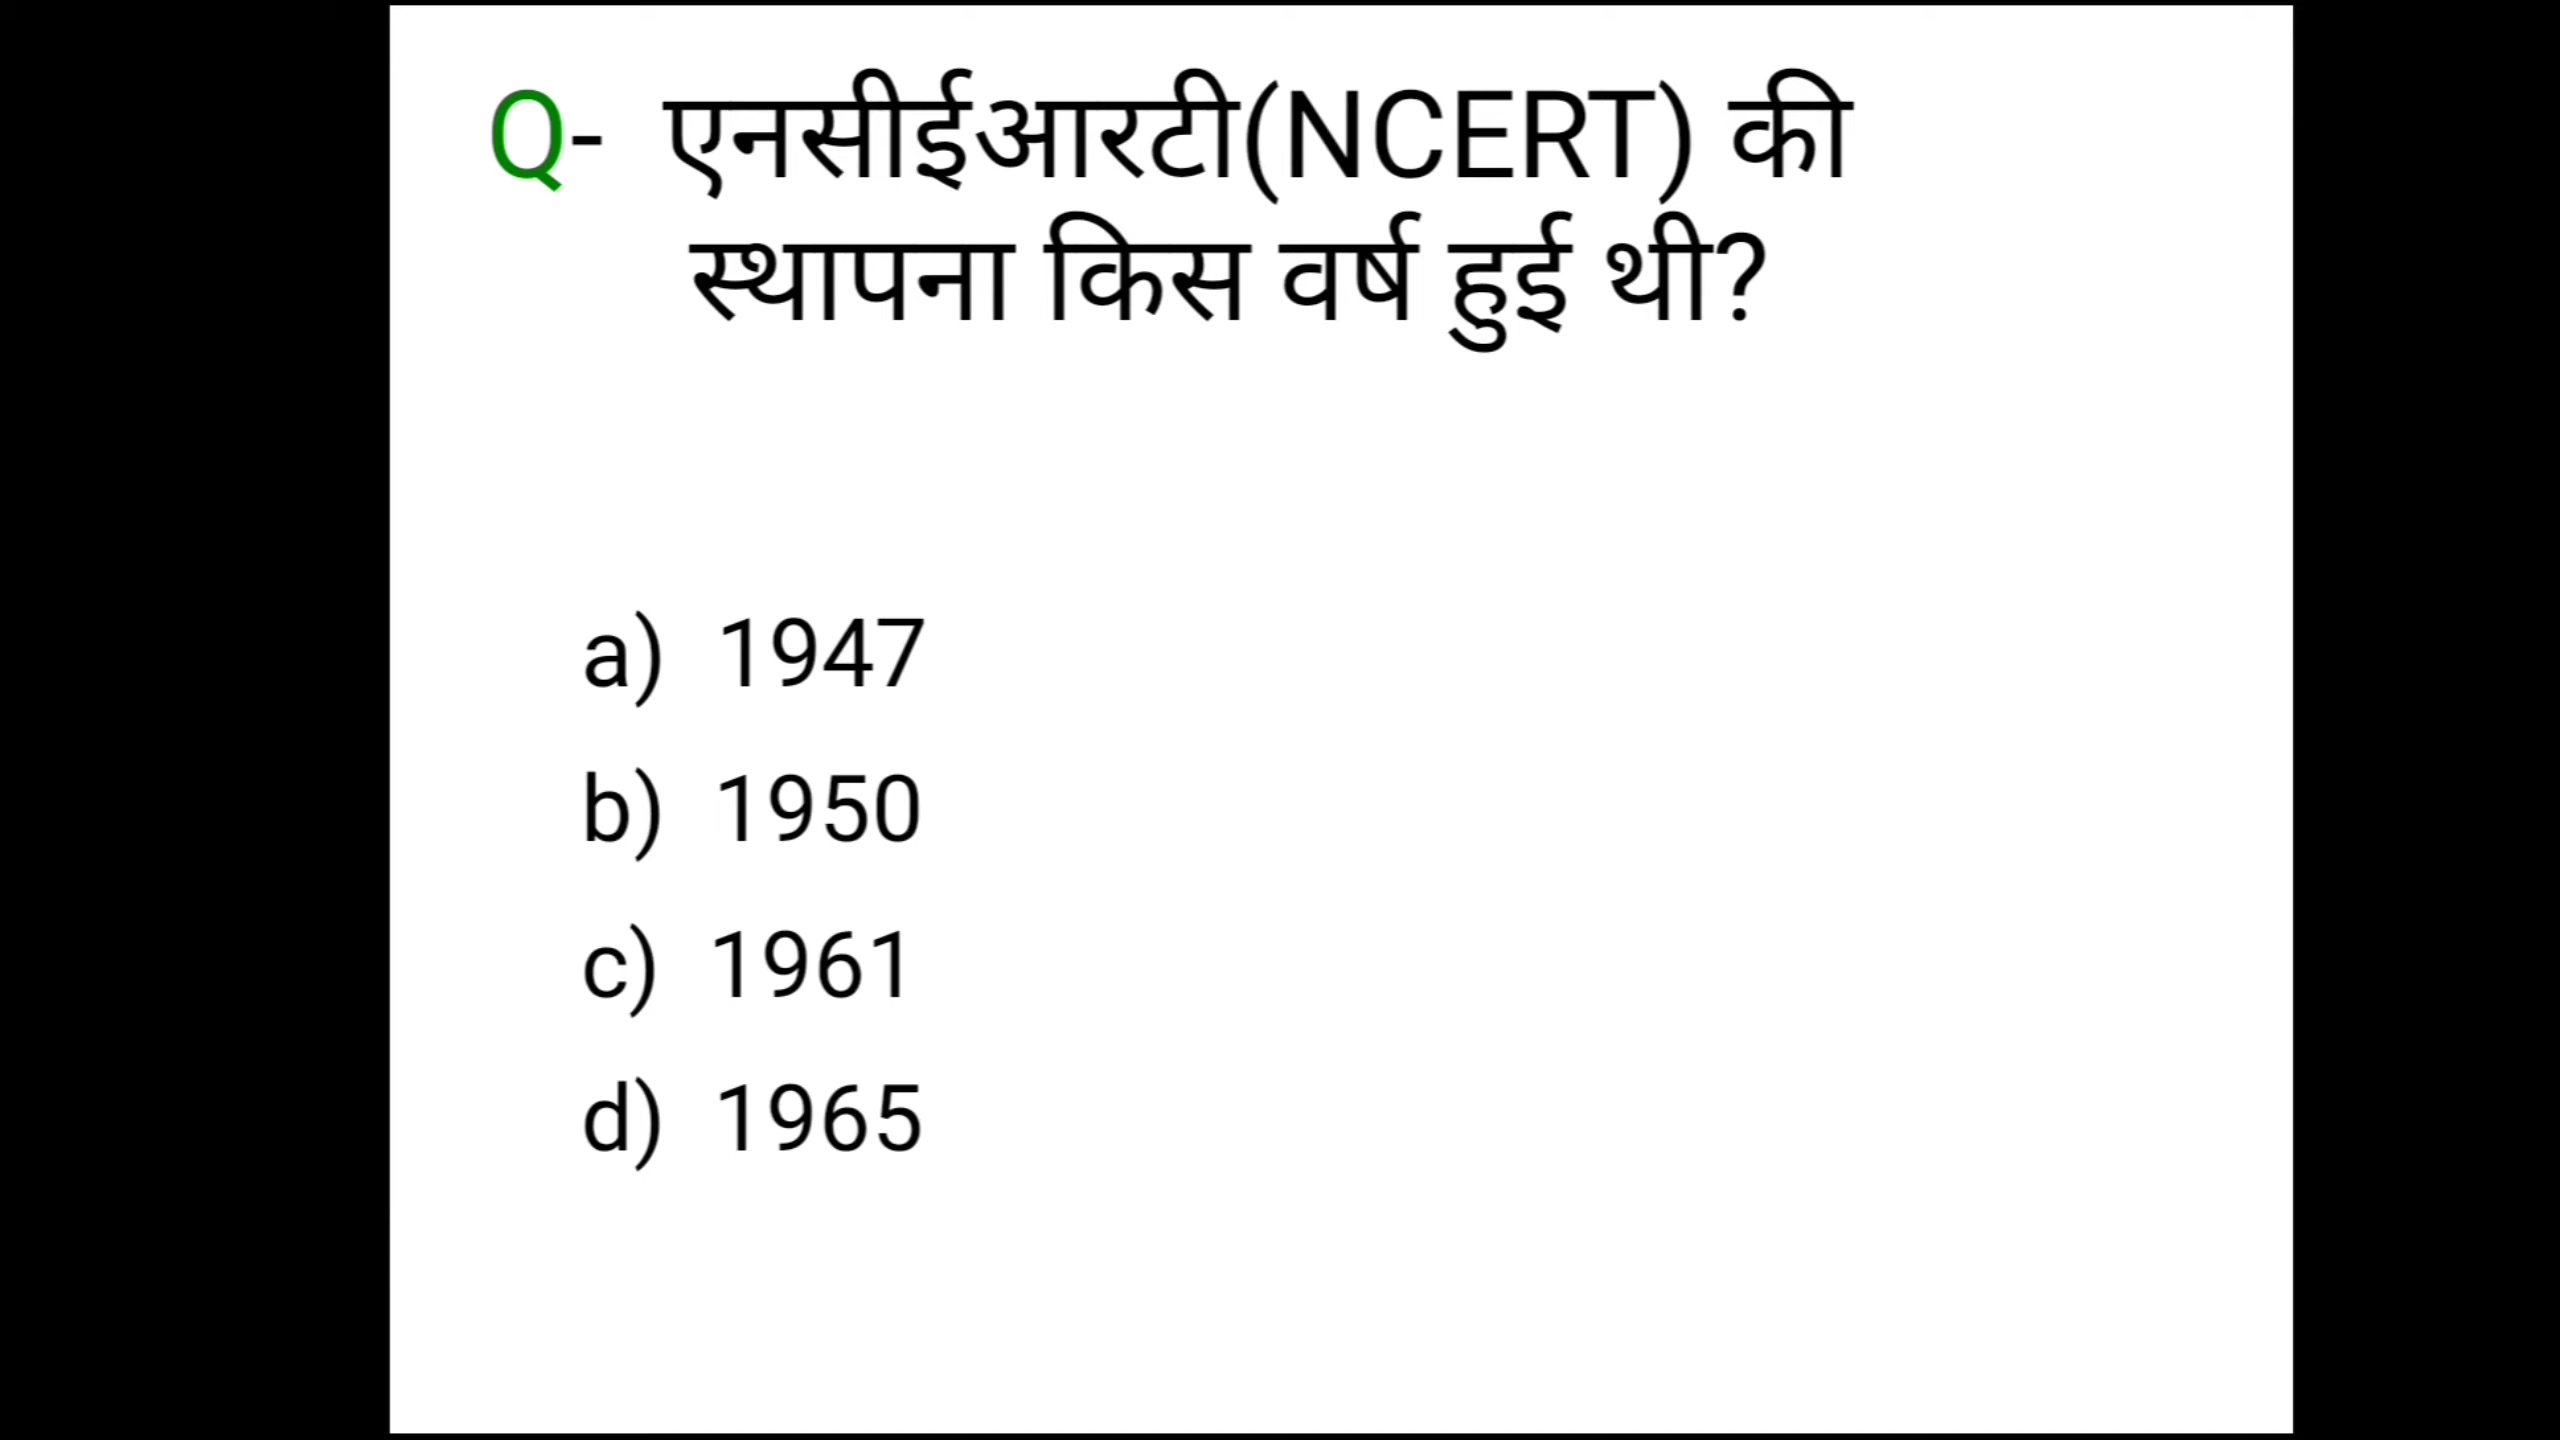 Q- एनसीईआरटी(NCERT) की
स्थापना किस वर्ष हुई थी?
a) 1947
b) 1950
c) 1961
d) 1965